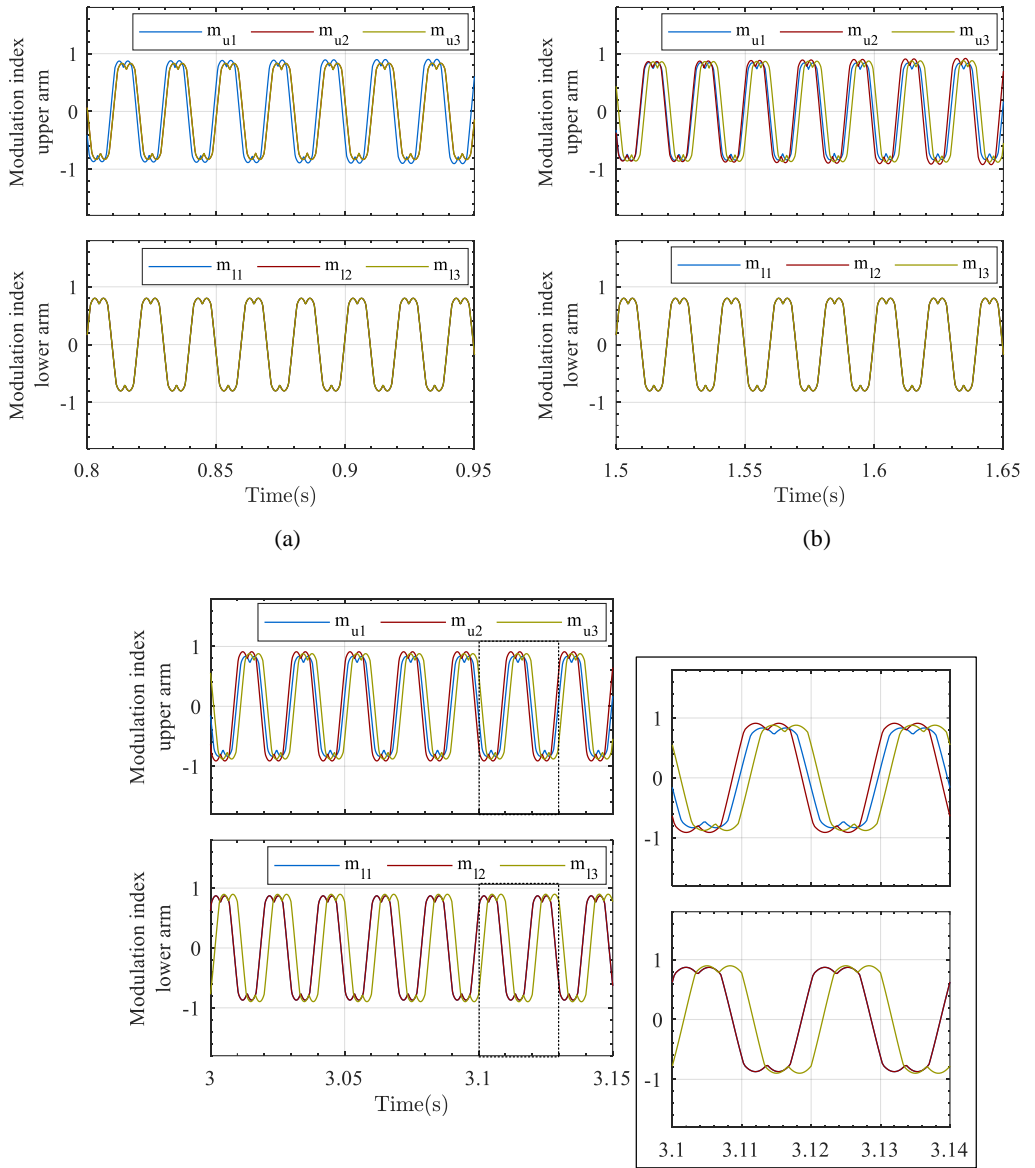 m_u1 m_u2 m_u3
1
0
-1
Modulation index
upper arm
m_l1 m_l2 m_l3
1
0
-1
Modulation index
lower arm
0.8 0.85 0.9 0.95
Time(s)
(a)
m_u1 m_u2 m_u3
1
0
-1
Modulation index
upper arm
m_l1 m_l2 m_l3
1
0
-1
Modulation index
lower arm
1.5 1.55 1.6 1.65
Time(s)
(b)
m_u1 m_u2 m_u3
1
0
-1
Modulation index
upper arm
m_l1 m_l2 m_l3
1
0
-1
Modulation index
lower arm
3 3.05 3.1 3.15
Time(s)
1
0
-1
1
0
-1
3.1 3.11 3.12 3.13 3.14